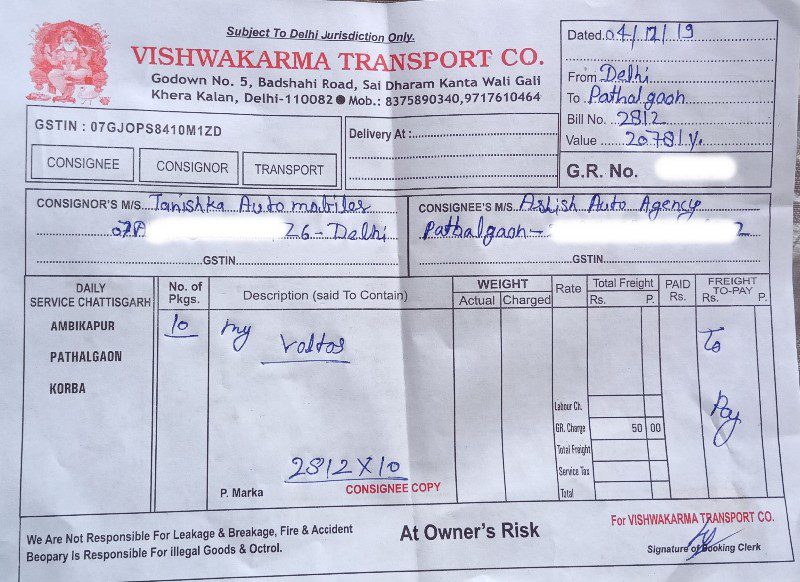 Subject To Delhi Jurisdiction Only.
VISHWAKARMA TRANSPORT CO.
Godown No. 5, Badshahi Road, Sai Dharam Kanta Wali Gali
Khera Kalan, Delhi-110082 ● Mob.: 8375890340,9717610464
Dated. 04/12/19
From Delhi
To Pathalgaon
Bill No. 2812
Value 20781/.
G.R. No.
GSTIN : 07GJOPS8410M1ZD
CONSIGNEE CONSIGNOR TRANSPORT
Delivery At :
CONSIGNOR'S M/S. Tanishka Automobiles
Z6-Delhi
GSTIN.
CONSIGNEE'S M/S. Ashish Auto Agency
Pathalgaon- Z
GSTIN.
DAILY
SERVICE CHATTISGARH
AMBIKAPUR
PATHALGAON
KORBA
No. of
Pkgs.
10
Description (said To Contain)
my
2812X10
P. Marka
CONSIGNEE COPY
WEIGHT
Actual Charged
Rate
Total Freight
Rs. P.
PAID
Rs.
FREIGHT
TO-PAY
Rs. P.
To
Pay
Labour Ch.
GR. Charge 50 00
Total Freight
Service Tax
Total
We Are Not Responsible For Leakage & Breakage, Fire & Accident
Beopary Is Responsible For illegal Goods & Octrol.
At Owner's Risk
For VISHWAKARMA TRANSPORT CO.
Signature of Booking Clerk